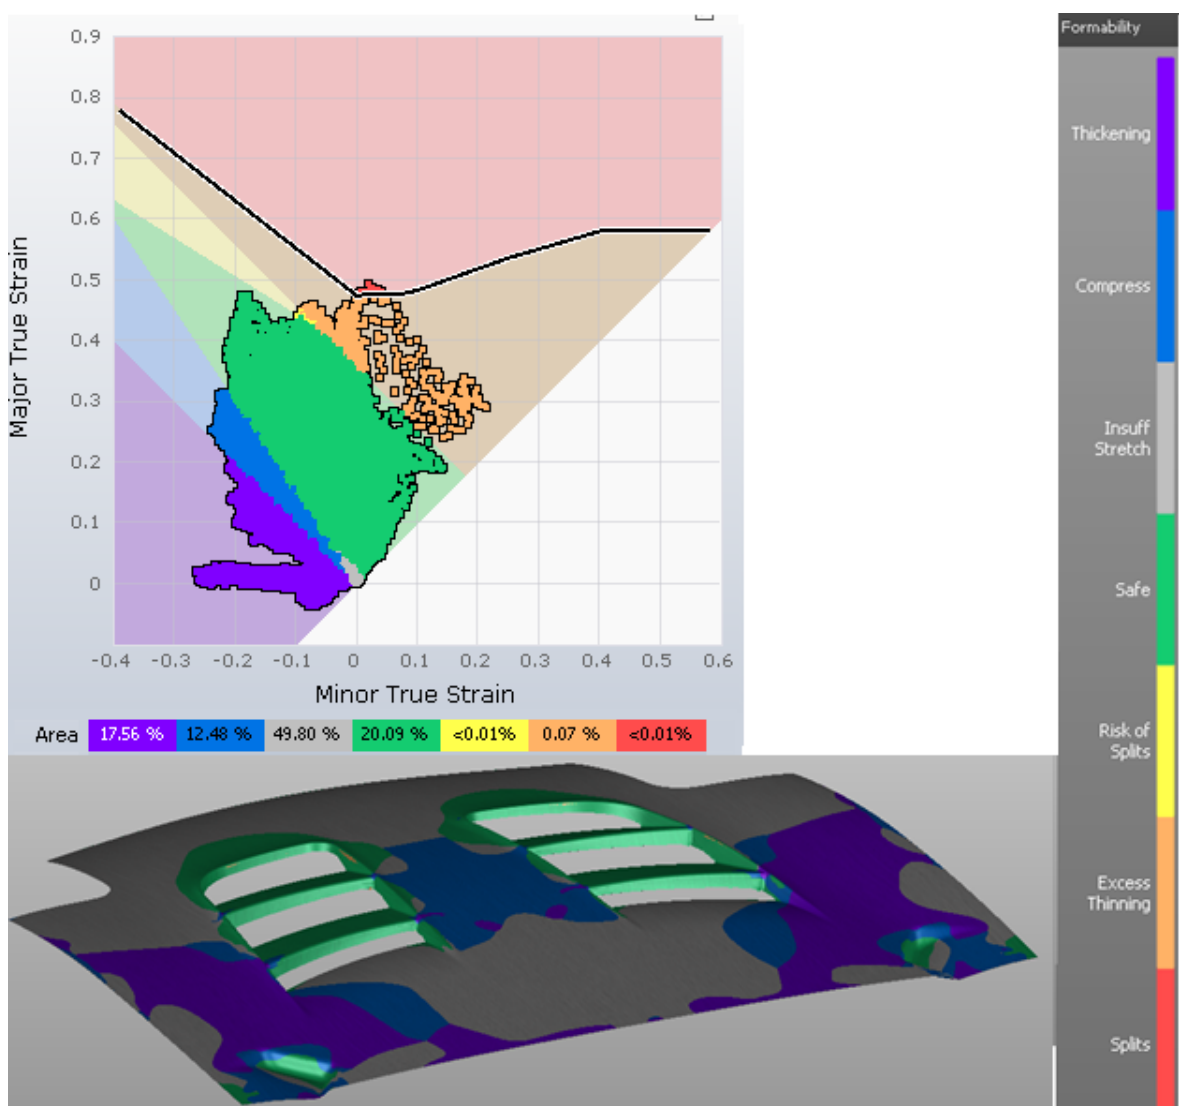 Formability
0.9
0.8
0.7
0.6
0.5
0.4
0.3
0.2
0.1
0
Major True Strain
-0.4 -0.3 -0.2 -0.1 0 0.1 0.2 0.3 0.4 0.5 0.6
Minor True Strain
Area 17.56 % 12.48 % 49.80 % 20.09 % <0.01% 0.07 % <0.01%
Thickening
Compress
Insuff
Stretch
Safe
Risk of
Splits
Excess
Thinning
Splits